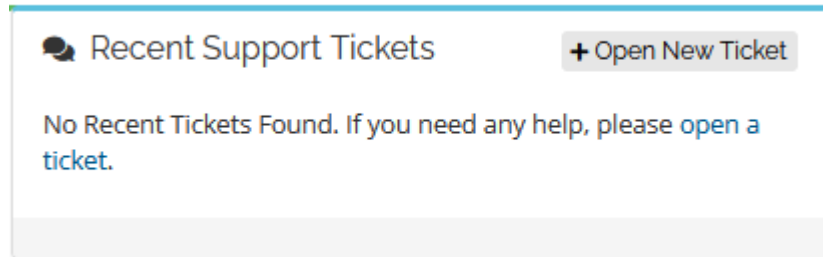 Recent Support Tickets
+ Open New Ticket
No Recent Tickets Found. If you need any help, please open a
ticket.